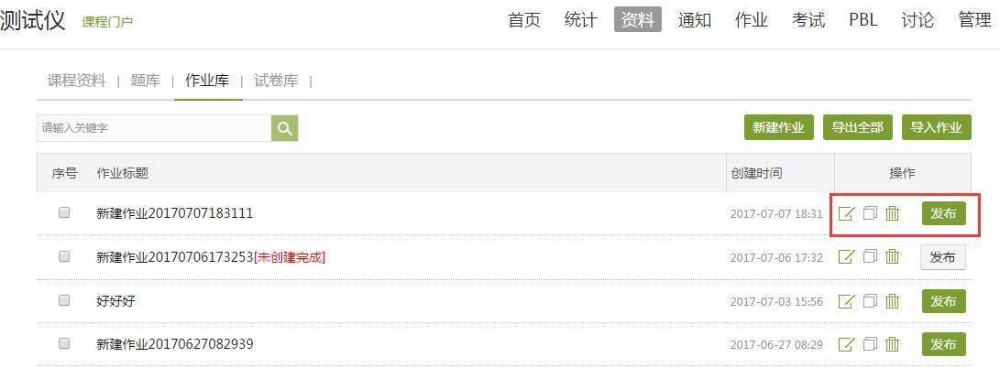 测试仪 课程门户 首页 统计 资料 通知 作业 考试 PBL 讨论 管理
课程资料 | 题库 | 作业库 | 试卷库 |
请输入关键字 新建作业 导出全部 导入作业
序号 作业标题 创建时间 操作
新建作业20170707183111 2017-07-07 18:31 发布
新建作业20170706173253[未创建完成] 2017-07-06 17:32 发布
好好好 2017-07-03 15:56 发布
新建作业20170627082939 2017-06-27 08:29 发布